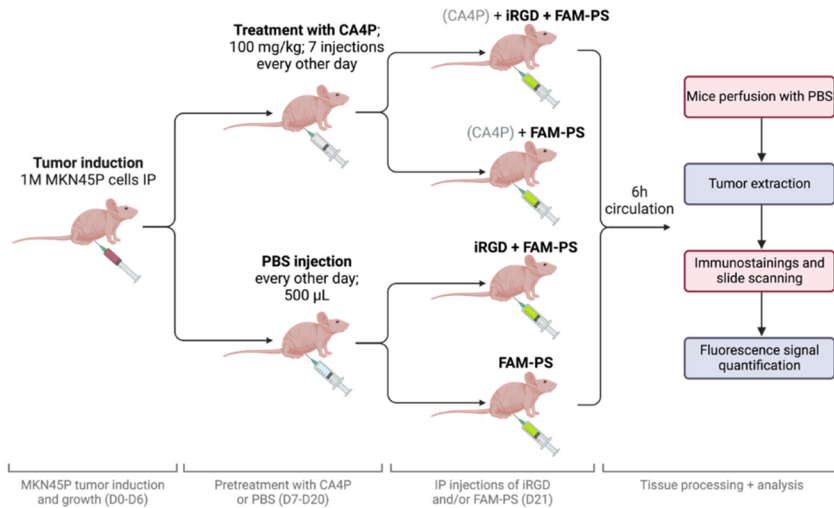 Treatment with CA4P;
100 mg/kg; 7 injections
every other day
(CA4P) + iRGD + FAM-PS
Mice perfusion with PBS
(CA4P) + FAM-PS
Tumor induction
1M MKN45P cells IP
Tumor extraction
6h
circulation
PBS injection
every other day;
500 µL
iRGD + FAM-PS
Immunostainings and
slide scanning
FAM-PS
Fluorescence signal
quantification
MKN45P tumor induction
and growth (D0-D6)
Pretreatment with CA4P
or PBS (D7-D20)
IP injections of iRGD
and/or FAM-PS (D21)
Tissue processing + analysis